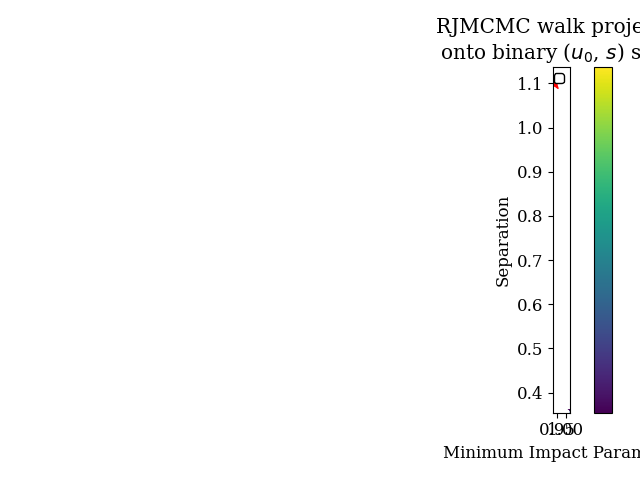 RJMCMC walk proje
onto binary (u₀, s) s
1.1
1.0
0.9
0.8
0.7
0.6
0.5
0.4
Separation
Minimum Impact Param